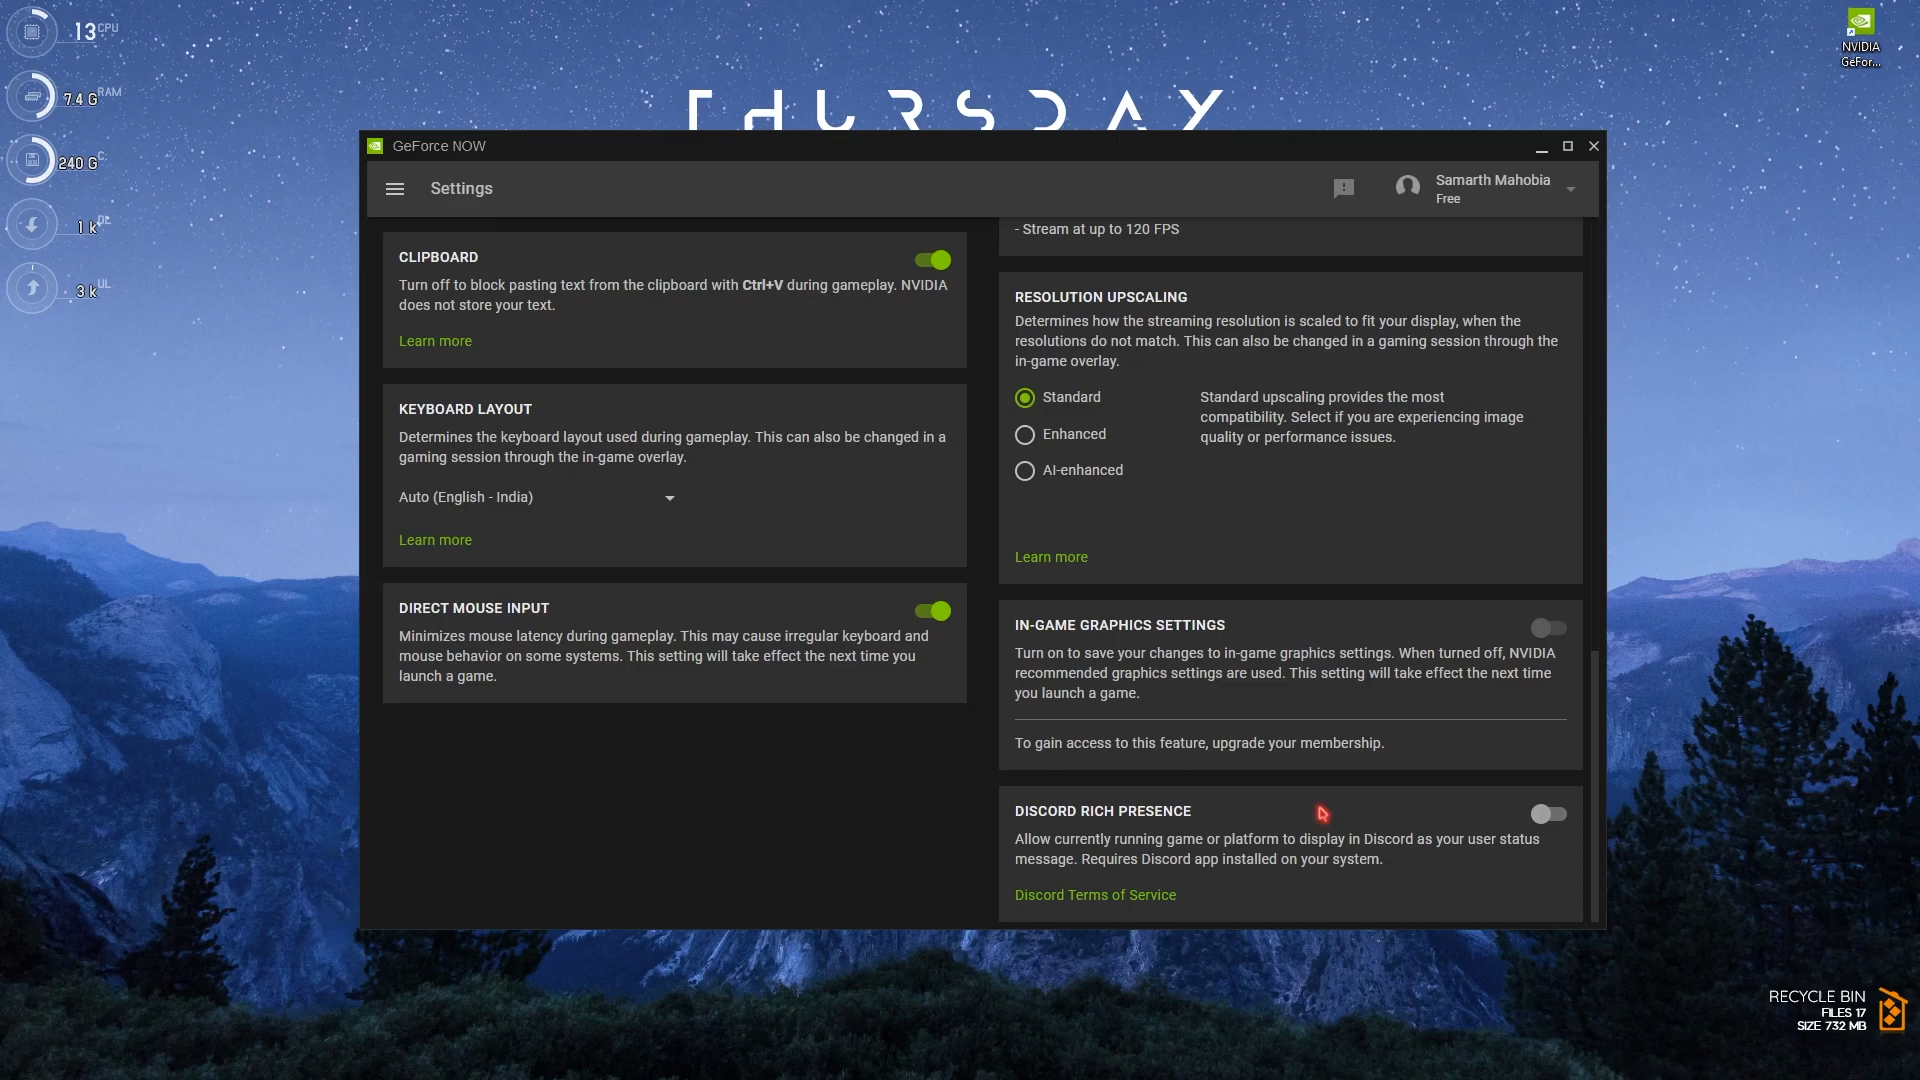 13 CPU
7.4 G RAM
240 G C:
1 k DL
3 k UL
THURSDAY
NVIDIA
GeFor...
GeForce NOW
Settings
Samarth Mahobia
Free
CLIPBOARD
Turn off to block pasting text from the clipboard with Ctrl+V during gameplay. NVIDIA
does not store your text.
Learn more
KEYBOARD LAYOUT
Determines the keyboard layout used during gameplay. This can also be changed in a
gaming session through the in-game overlay.
Auto (English - India)
Learn more
DIRECT MOUSE INPUT
Minimizes mouse latency during gameplay. This may cause irregular keyboard and
mouse behavior on some systems. This setting will take effect the next time you
launch a game.
- Stream at up to 120 FPS
RESOLUTION UPSCALING
Determines how the streaming resolution is scaled to fit your display, when the
resolutions do not match. This can also be changed in a gaming session through the
in-game overlay.
Standard
Enhanced
AI-enhanced
Standard upscaling provides the most
compatibility. Select if you are experiencing image
quality or performance issues.
Learn more
IN-GAME GRAPHICS SETTINGS
Turn on to save your changes to in-game graphics settings. When turned off, NVIDIA
recommended graphics settings are used. This setting will take effect the next time
you launch a game.
To gain access to this feature, upgrade your membership.
DISCORD RICH PRESENCE
Allow currently running game or platform to display in Discord as your user status
message. Requires Discord app installed on your system.
Discord Terms of Service
RECYCLE BIN
FILES 17
SIZE 732 MB